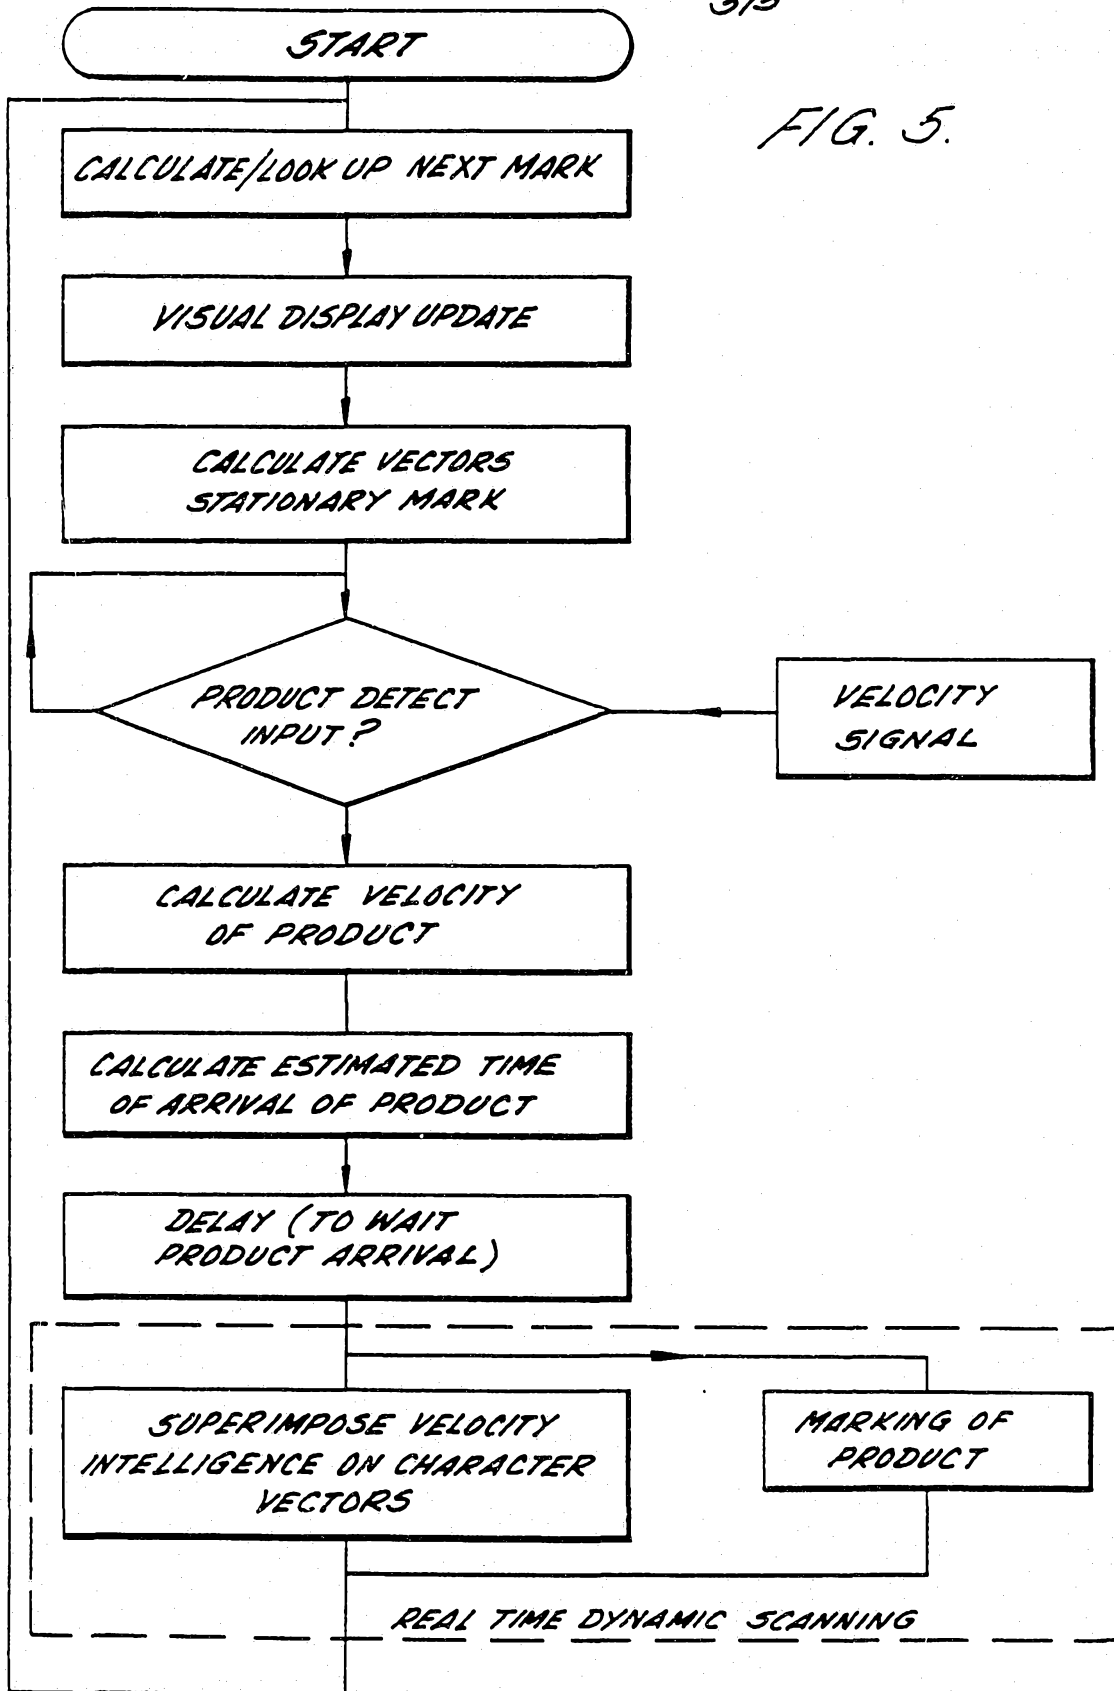 START
FIG. 5.
CALCULATE/LOOK UP NEXT MARK
VISUAL DISPLAY UPDATE
CALCULATE VECTORS
STATIONARY MARK
PRODUCT DETECT
INPUT?
VELOCITY
SIGNAL
CALCULATE VELOCITY
OF PRODUCT
CALCULATE ESTIMATED TIME
OF ARRIVAL OF PRODUCT
DELAY (TO WAIT
PRODUCT ARRIVAL)
SUPERIMPOSE VELOCITY
INTELLIGENCE ON CHARACTER
VECTORS
MARKING OF
PRODUCT
REAL TIME DYNAMIC SCANNING